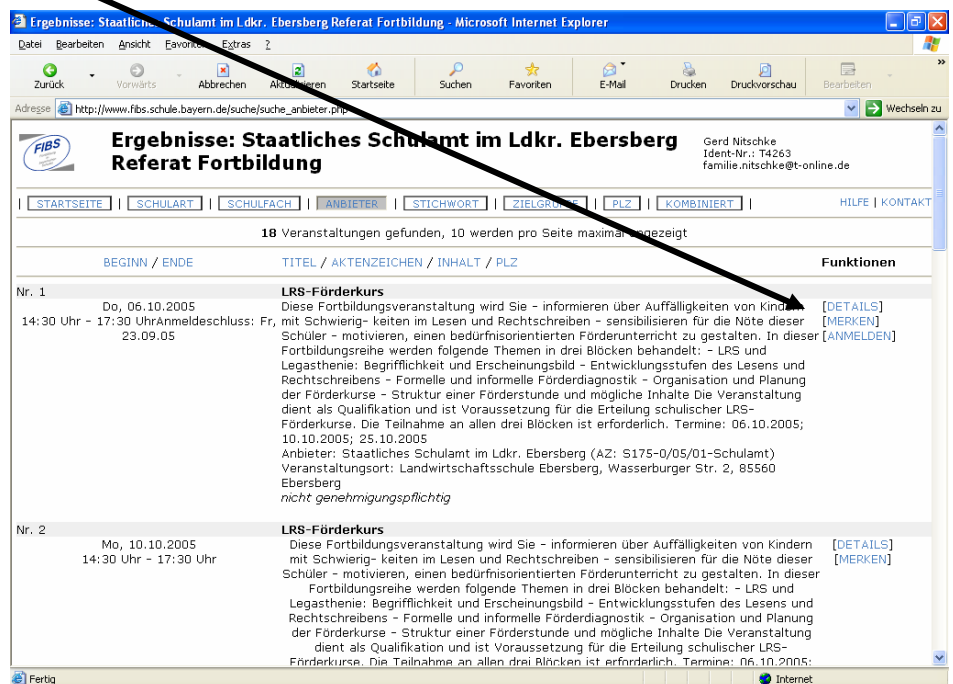 Ergebnisse: Staatliches Schulamt im Ldkr. Ebersberg Referat Fortbildung - Microsoft Internet Explorer
Datei Bearbeiten Ansicht Favoriten Extras ?
Zurück Vorwärts Abbrechen Aktualisieren Startseite Suchen Favoriten E-Mail Drucken Druckvorschau Bearbeiten »
Adresse http://www.fibs.schule.bayern.de/suche/suche_anbieter.php Wechseln zu
FIBS
Ergebnisse: Staatliches Schulamt im Ldkr. Ebersberg
Referat Fortbildung
Gerd Nitschke
Ident-Nr.: T4263
familie.nitschke@t-online.de
| STARTSEITE | SCHULART | SCHULFACH | ANBIETER | STICHWORT | ZIELGRUPPE | PLZ | KOMBINIERT | HILFE | KONTAKT
18 Veranstaltungen gefunden, 10 werden pro Seite maximal angezeigt
BEGINN / ENDE TITEL / AKTENZEICHEN / INHALT / PLZ Funktionen
Nr. 1 LRS-Förderkurs
Do, 06.10.2005 Diese Fortbildungsveranstaltung wird Sie - informieren über Auffälligkeiten von Kindern [DETAILS]
14:30 Uhr - 17:30 UhrAnmeldeschluss: Fr, mit Schwierig- keiten im Lesen und Rechtschreiben - sensibilisieren für die Nöte dieser [MERKEN]
23.09.05 Schüler - motivieren, einen bedürfnisorientierten Förderunterricht zu gestalten. In dieser [ANMELDEN]
Fortbildungsreihe werden folgende Themen in drei Blöcken behandelt: - LRS und
Legasthenie: Begrifflichkeit und Erscheinungsbild - Entwicklungsstufen des Lesens und
Rechtschreibens - Formelle und informelle Förderdiagnostik - Organisation und Planung
der Förderkurse - Struktur einer Förderstunde und mögliche Inhalte Die Veranstaltung
dient als Qualifikation und ist Voraussetzung für die Erteilung schulischer LRS-
Förderkurse. Die Teilnahme an allen drei Blöcken ist erforderlich. Termine: 06.10.2005;
10.10.2005; 25.10.2005
Anbieter: Staatliches Schulamt im Ldkr. Ebersberg (AZ: S175-0/05/01-Schulamt)
Veranstaltungsort: Landwirtschaftsschule Ebersberg, Wasserburger Str. 2, 85560
Ebersberg
nicht genehmigungspflichtig
Nr. 2 LRS-Förderkurs
Mo, 10.10.2005 Diese Fortbildungsveranstaltung wird Sie - informieren über Auffälligkeiten von Kindern [DETAILS]
14:30 Uhr - 17:30 Uhr mit Schwierig- keiten im Lesen und Rechtschreiben - sensibilisieren für die Nöte dieser [MERKEN]
Schüler - motivieren, einen bedürfnisorientierten Förderunterricht zu gestalten. In dieser
Fortbildungsreihe werden folgende Themen in drei Blöcken behandelt: - LRS und
Legasthenie: Begrifflichkeit und Erscheinungsbild - Entwicklungsstufen des Lesens und
Rechtschreibens - Formelle und informelle Förderdiagnostik - Organisation und Planung
der Förderkurse - Struktur einer Förderstunde und mögliche Inhalte Die Veranstaltung
dient als Qualifikation und ist Voraussetzung für die Erteilung schulischer LRS-
Förderkurse. Die Teilnahme an allen drei Blöcken ist erforderlich. Termine: 06.10.2005;
Fertig Internet